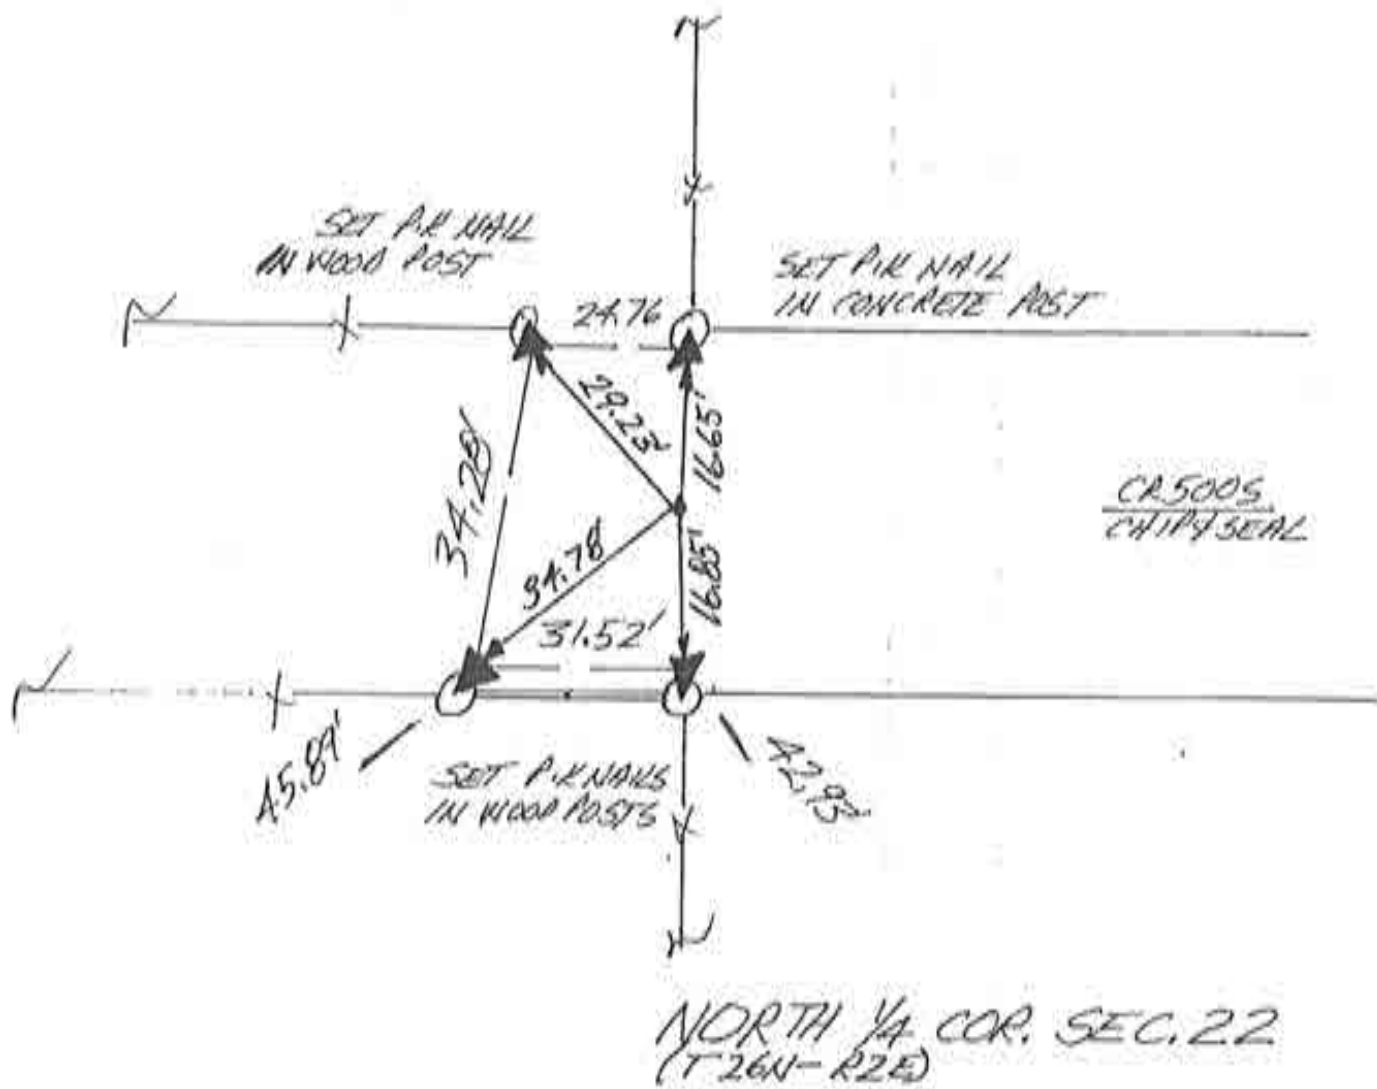 SET P.K NAIL
IN WOOD POST
SET P.K NAIL
IN CONCRETE POST
24.76
29.23'
16.65'
34.28'
CR500S
CHIP & SEAL
34.78'
16.85'
31.52'
45.89'
SET P.K NAILS
IN WOOD POSTS
42.93'
NORTH 1/4 COR. SEC. 22
(T26N-R2E)